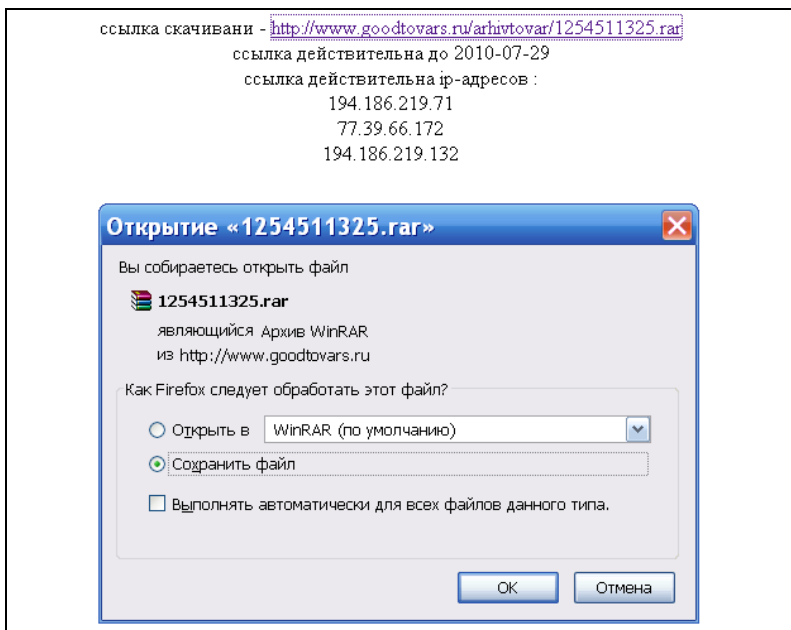 ссылка скачивани - http://www.goodtovars.ru/arhivtovar/1254511325.rar
ссылка действительна до 2010-07-29
ссылка действительна ip-адресов :
194.186.219.71
77.39.66.172
194.186.219.132
Открытие «1254511325.rar»
Вы собираетесь открыть файл
1254511325.rar
являющийся Архив WinRAR
из http://www.goodtovars.ru
Как Firefox следует обработать этот файл?
Открыть в WinRAR (по умолчанию)
Сохранить файл
Выполнять автоматически для всех файлов данного типа.
OK Отмена